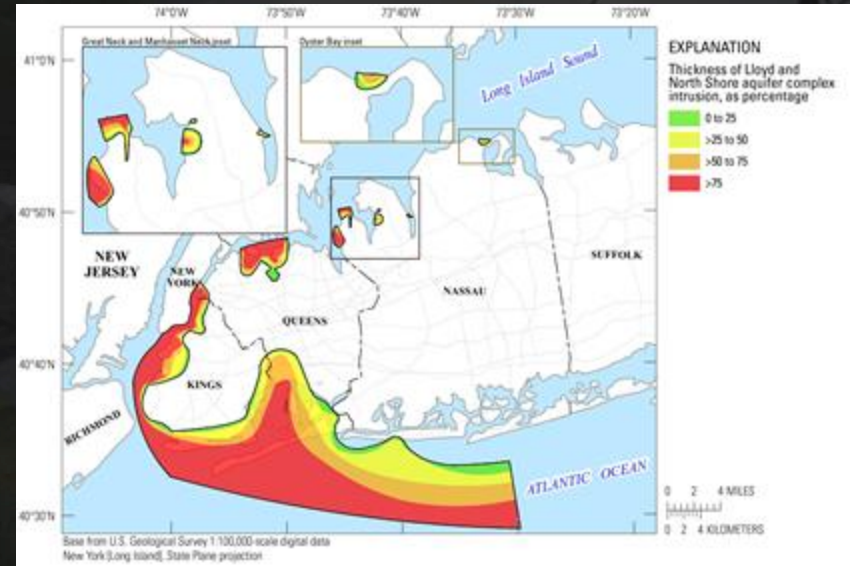 74°0'W 73°50'W 73°40'W 73°30'W 73°20'W
41°0'N
40°50'N
40°40'N
40°30'N
Great Neck and Manhasset Neck inset
Oyster Bay inset
Long Island Sound
NEW
JERSEY
NEW
YORK
SUFFOLK
NASSAU
QUEENS
KINGS
RICHMOND
ATLANTIC OCEAN
EXPLANATION
Thickness of Lloyd and
North Shore aquifer complex
intrusion, as percentage
0 to 25
>25 to 50
>50 to 75
>75
0 2 4 MILES
0 2 4 KILOMETERS
Base from U.S. Geological Survey 1:100,000-scale digital data
New York (Long Island), State Plane projection